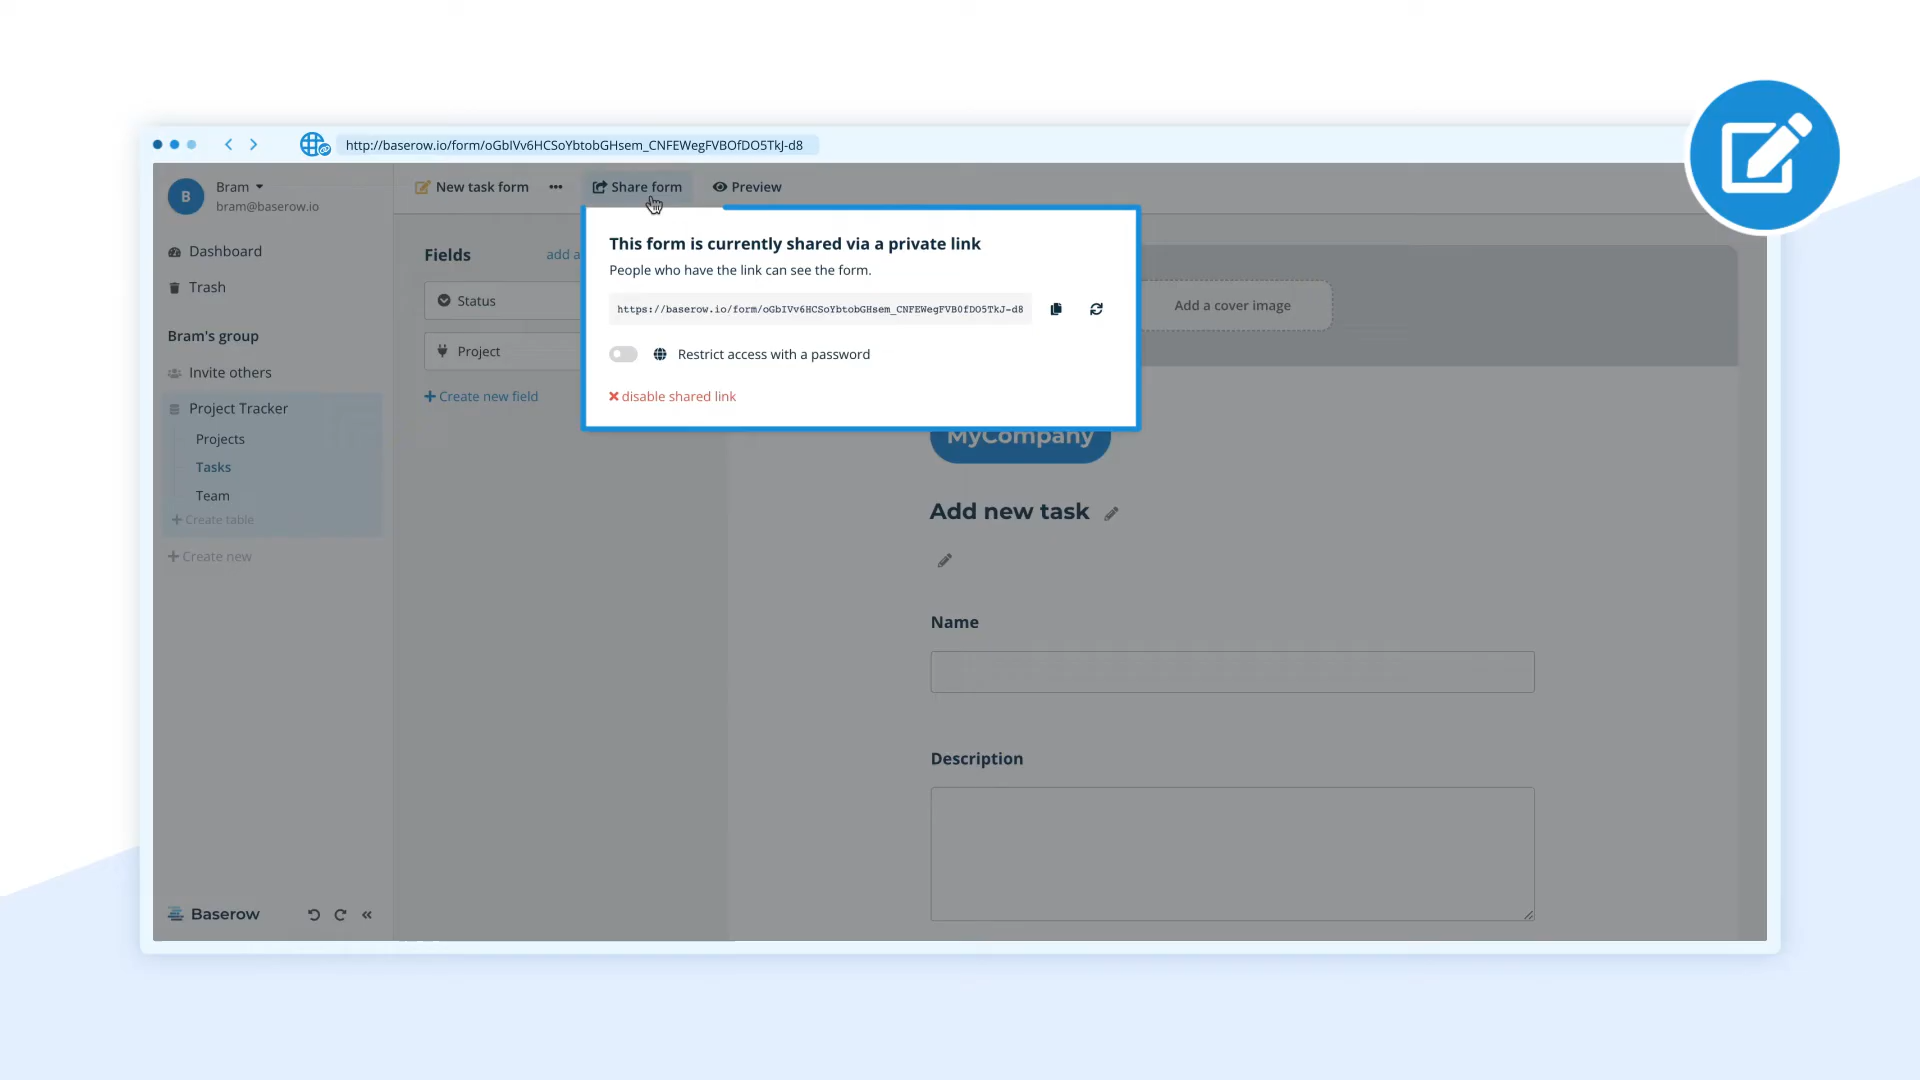 http://baserow.io/form/oGbIVv6HCSoYbtobGHsem_CNFEWegFVBOfDO5TkJ-d8
B
Bram
bram@baserow.io
Dashboard
Trash
Bram's group
Invite others
Project Tracker
Projects
Tasks
Team
+ Create table
+ Create new
Baserow
New task form
Share form
Preview
Fields
add a
Status
Project
+ Create new field
This form is currently shared via a private link
People who have the link can see the form.
https://baserow.io/form/oGbIVv6HCSoYbtobGHsem_CNFEWegFVB0fDO5TkJ-d8
Restrict access with a password
disable shared link
Add a cover image
MyCompany
Add new task
Name
Description